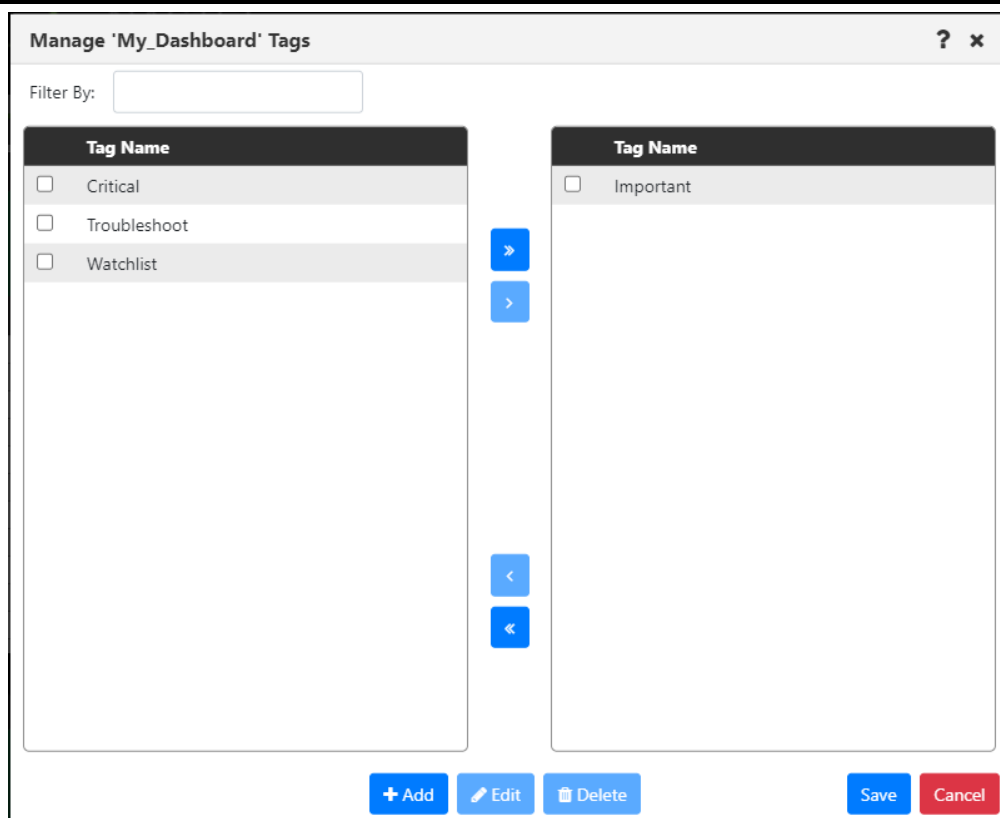 Manage 'My_Dashboard' Tags
Filter By:
Tag Name
Critical
Troubleshoot
Watchlist
Tag Name
Important
Add
Edit
Delete
Save
Cancel